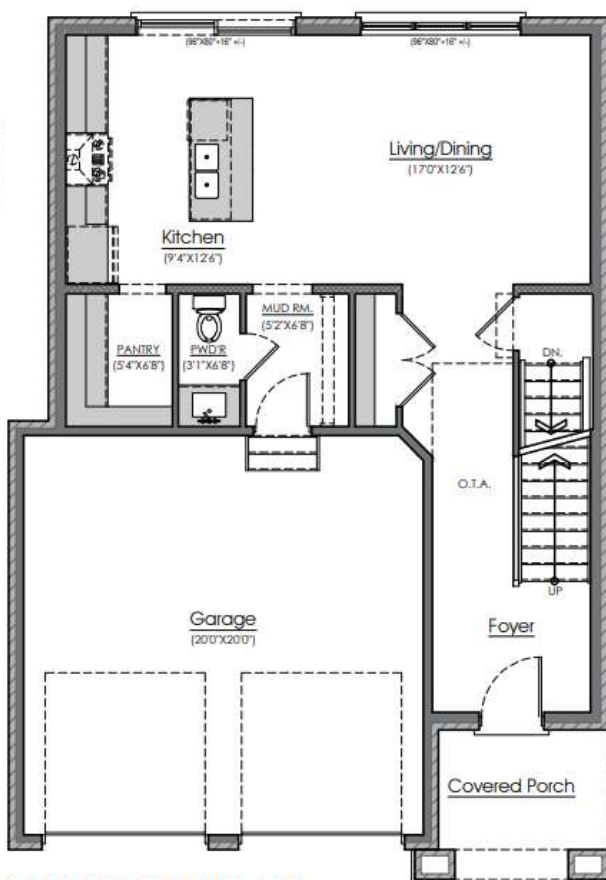 (96"X80"+16" +/-)
(96"X80"+16" +/-)
Living/Dining
(17'0"X12'6")
Kitchen
(9'4"X12'6")
MUD RM.
(5'2"X6'8")
PANTRY
(5'4"X6'8")
PWD'R
(3'1"X6'8")
DN.
O.T.A.
UP
Garage
(20'0"X20'0")
Foyer
Covered Porch